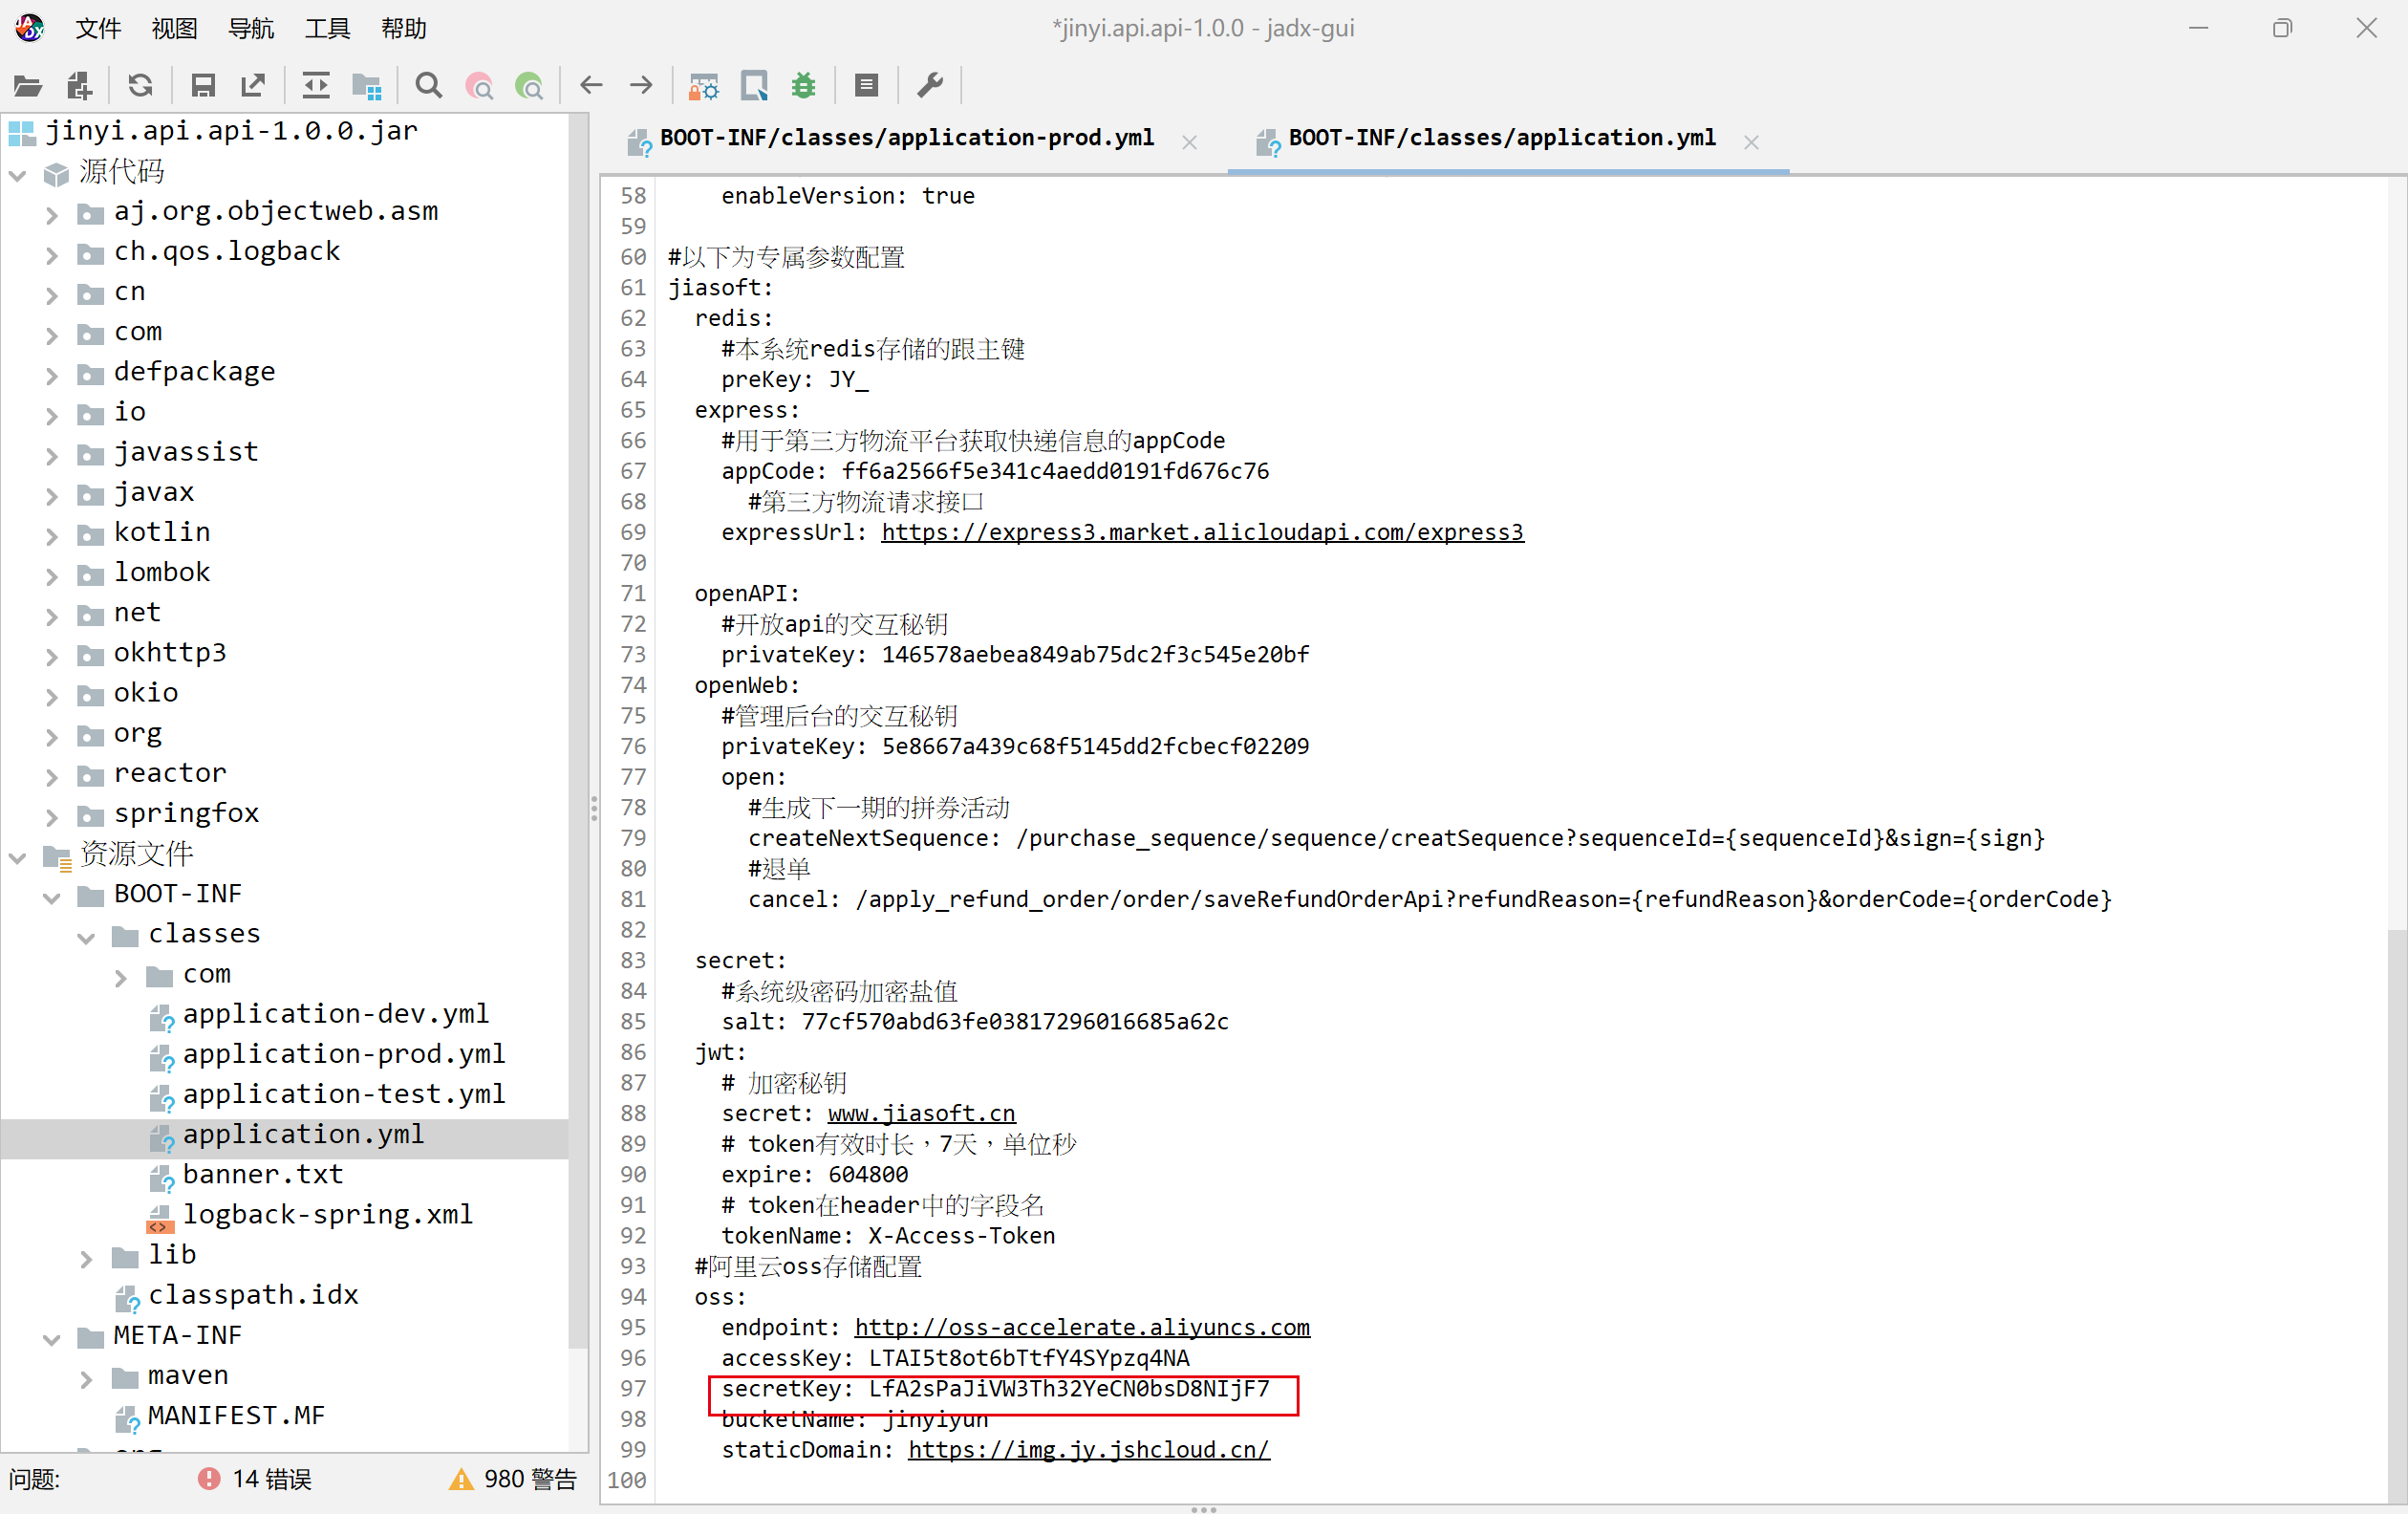 文件 视图 导航 工具 帮助
*jinyi.api.api-1.0.0 - jadx-gui
jinyi.api.api-1.0.0.jar
源代码
aj.org.objectweb.asm
ch.qos.logback
cn
com
defpackage
io
javassist
javax
kotlin
lombok
net
okhttp3
okio
org
reactor
springfox
资源文件
BOOT-INF
classes
com
application-dev.yml
application-prod.yml
application-test.yml
application.yml
banner.txt
logback-spring.xml
lib
classpath.idx
META-INF
maven
MANIFEST.MF
问题: 14 错误 980 警告
BOOT-INF/classes/application-prod.yml BOOT-INF/classes/application.yml
58 enableVersion: true
59
60 #以下为专属参数配置
61 jiasoft:
62 redis:
63 #本系统redis存储的跟主键
64 preKey: JY_
65 express:
66 #用于第三方物流平台获取快递信息的appCode
67 appCode: ff6a2566f5e341c4aedd0191fd676c76
68 #第三方物流请求接口
69 expressUrl: https://express3.market.alicloudapi.com/express3
70
71 openAPI:
72 #开放api的交互秘钥
73 privateKey: 146578aebea849ab75dc2f3c545e20bf
74 openWeb:
75 #管理后台的交互秘钥
76 privateKey: 5e8667a439c68f5145dd2fcbecf02209
77 open:
78 #生成下一期的拼券活动
79 createNextSequence: /purchase_sequence/sequence/creatSequence?sequenceId={sequenceId}&sign={sign}
80 #退单
81 cancel: /apply_refund_order/order/saveRefundOrderApi?refundReason={refundReason}&orderCode={orderCode}
82
83 secret:
84 #系统级密码加密盐值
85 salt: 77cf570abd63fe03817296016685a62c
86 jwt:
87 # 加密秘钥
88 secret: www.jiasoft.cn
89 # token有效时长，7天，单位秒
90 expire: 604800
91 # token在header中的字段名
92 tokenName: X-Access-Token
93 #阿里云oss存储配置
94 oss:
95 endpoint: http://oss-accelerate.aliyuncs.com
96 accessKey: LTAI5t8ot6bTtfY4SYpzq4NA
97 secretKey: LfA2sPaJiVW3Th32YeCN0bsD8NIjF7
98 bucketName: jinyiyun
99 staticDomain: https://img.jy.jshcloud.cn/
100